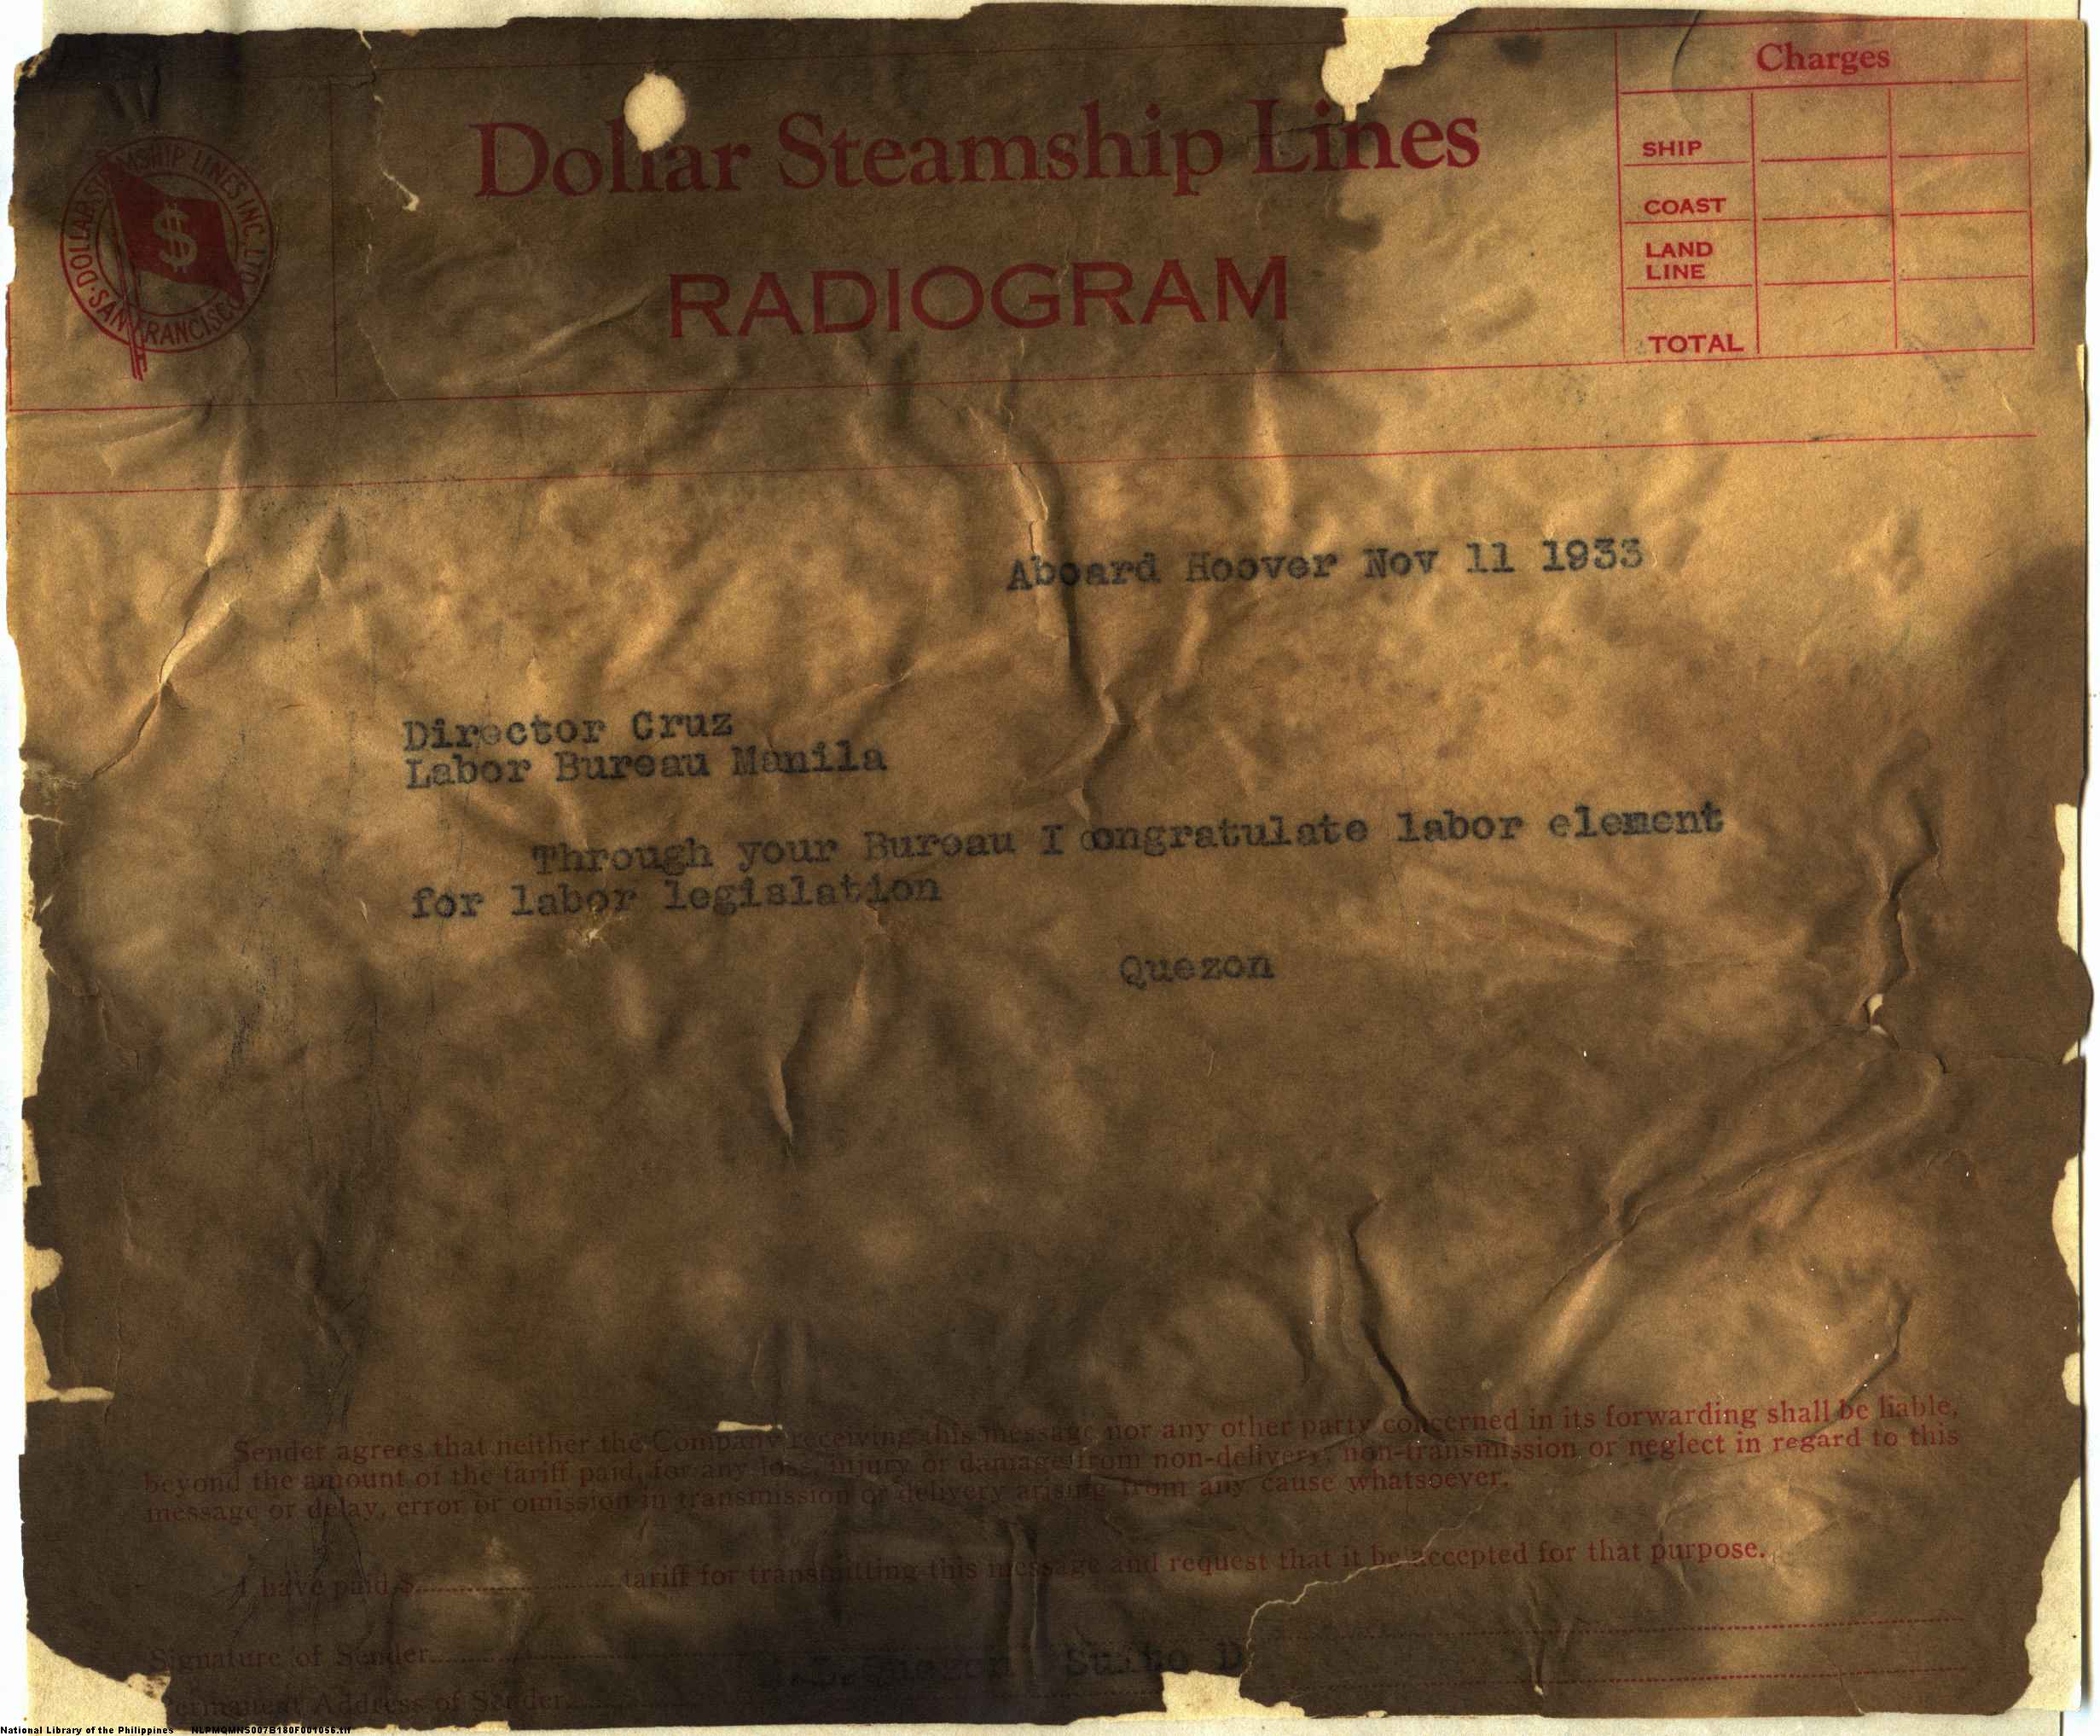 Charges
Dollar Steamship Lines
SHIP
COAST
DOLLAR STEAMSHIP LINES INC. LTD.
SAN FRANCISCO
$
RADIOGRAM
LAND
LINE
TOTAL
Aboard Hoover Nov 11 1933
Director Cruz
Labor Bureau Manila
Through your Bureau I congratulate labor element
for labor legislation
Quezon
Sender agrees that neither the Company receiving this message nor any other party concerned in its forwarding shall be liable,
beyond the amount of the tariff paid, for any loss, injury or damage from non-delivery, non-transmission or neglect in regard to this
message or delay, error or omission in transmission or delivery arising from any cause whatsoever.
I have paid $ tariff for transmitting this message and request that it be accepted for that purpose.
Signature of Sender Quezon
Permanent Address of Sender
National Library of the Philippines NLPMQMNS007B180F001056.tif